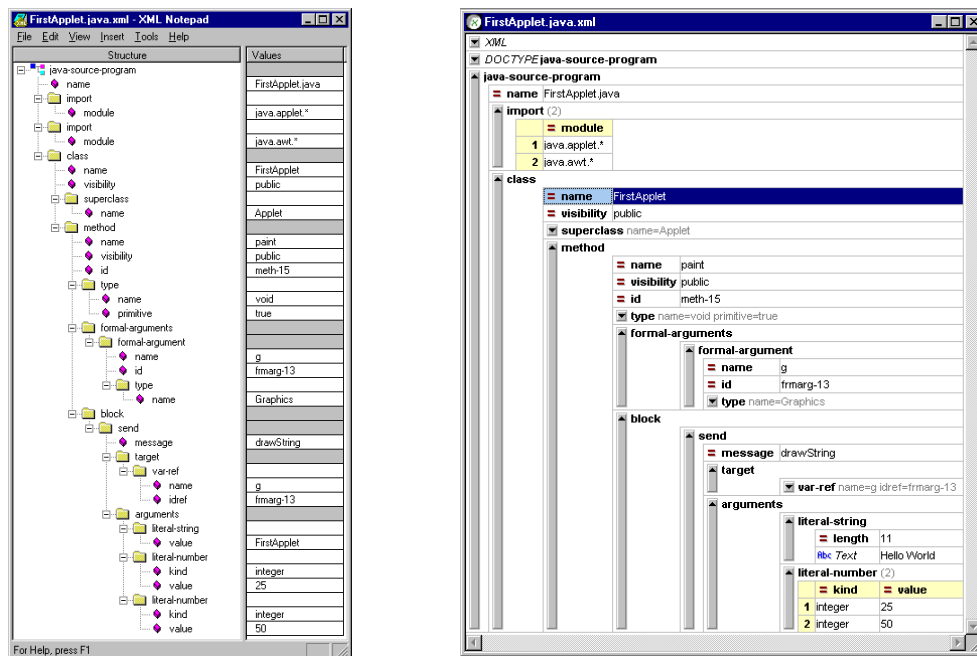 FirstApplet.java.xml - XML Notepad
File Edit View Insert Tools Help
Structure Values
java-source-program
name FirstApplet.java
import
module java.applet.*
import
module java.awt.*
class
name FirstApplet
visibility public
superclass
name Applet
method
name paint
visibility public
id meth-15
type
name void
primitive true
formal-arguments
formal-argument
name g
id frmarg-13
type
name Graphics
block
send
message drawString
target
var-ref
name g
idref frmarg-13
arguments
literal-string
value FirstApplet
literal-number
kind integer
value 25
literal-number
kind integer
value 50
For Help, press F1
FirstApplet.java.xml
XML
DOCTYPE java-source-program
java-source-program
= name FirstApplet.java
import (2)
= module
1 java.applet.*
2 java.awt.*
class
= name FirstApplet
= visibility public
superclass name=Applet
method
= name paint
= visibility public
= id meth-15
type name=void primitive=true
formal-arguments
formal-argument
= name g
= id frmarg-13
type name=Graphics
block
send
= message drawString
target
var-ref name=g idref=frmarg-13
arguments
literal-string
= length 11
Abc Text Hello World
literal-number (2)
= kind = value
1 integer 25
2 integer 50